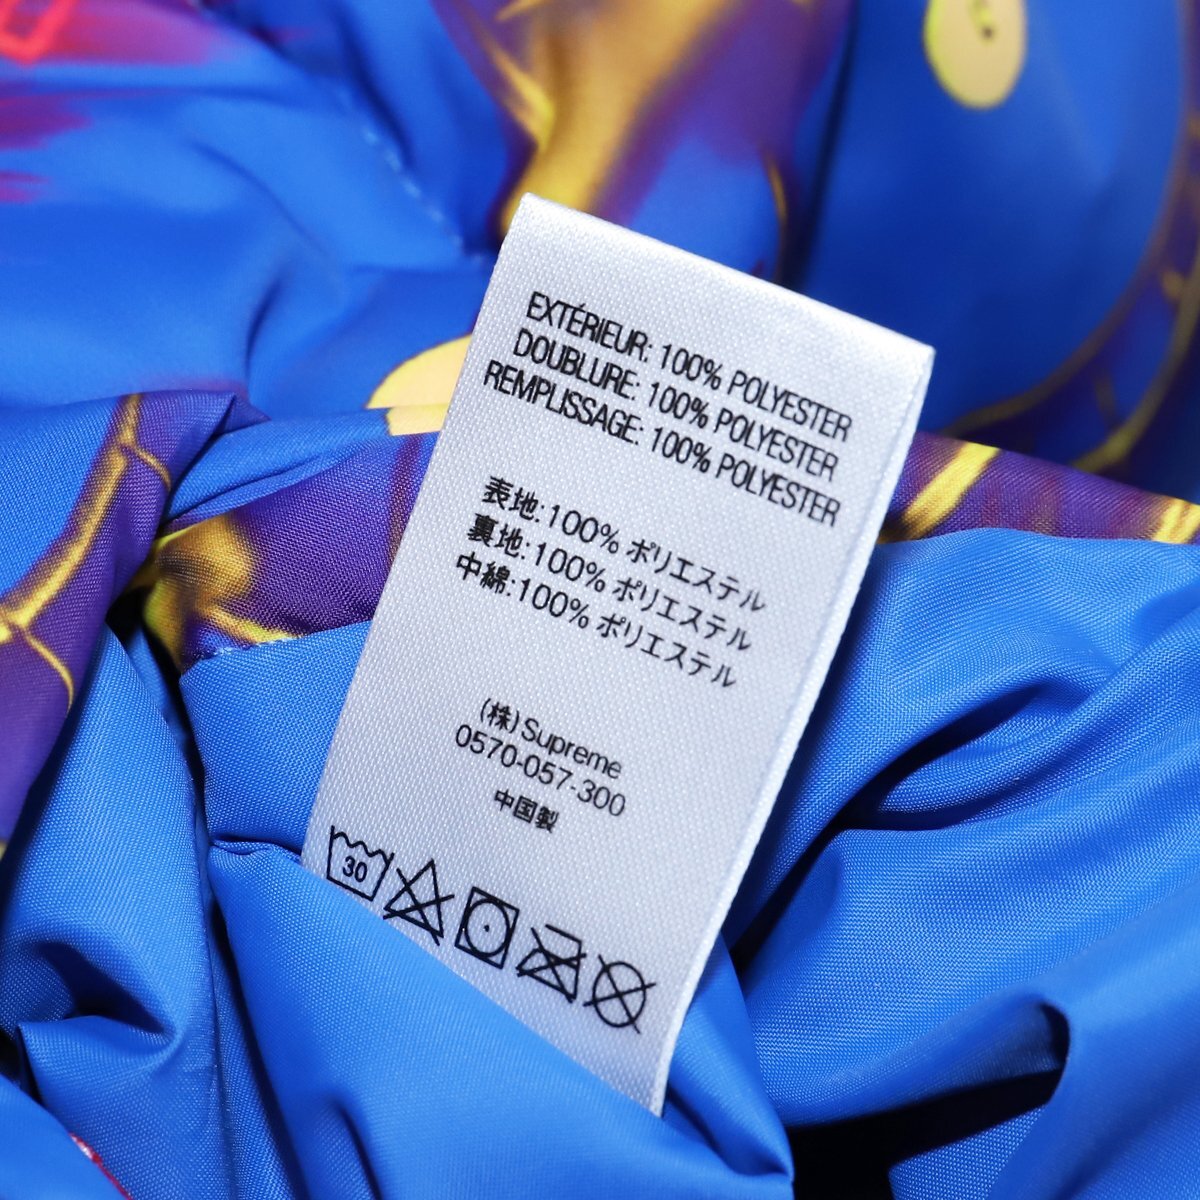 EXTÉRIEUR: 100% POLYESTER
DOUBLURE: 100% POLYESTER
REMPLISSAGE: 100% POLYESTER
表地:100% ポリエステル
裏地:100% ポリエステル
中綿:100% ポリエステル
(株)Supreme
0570-057-300
中国製
30